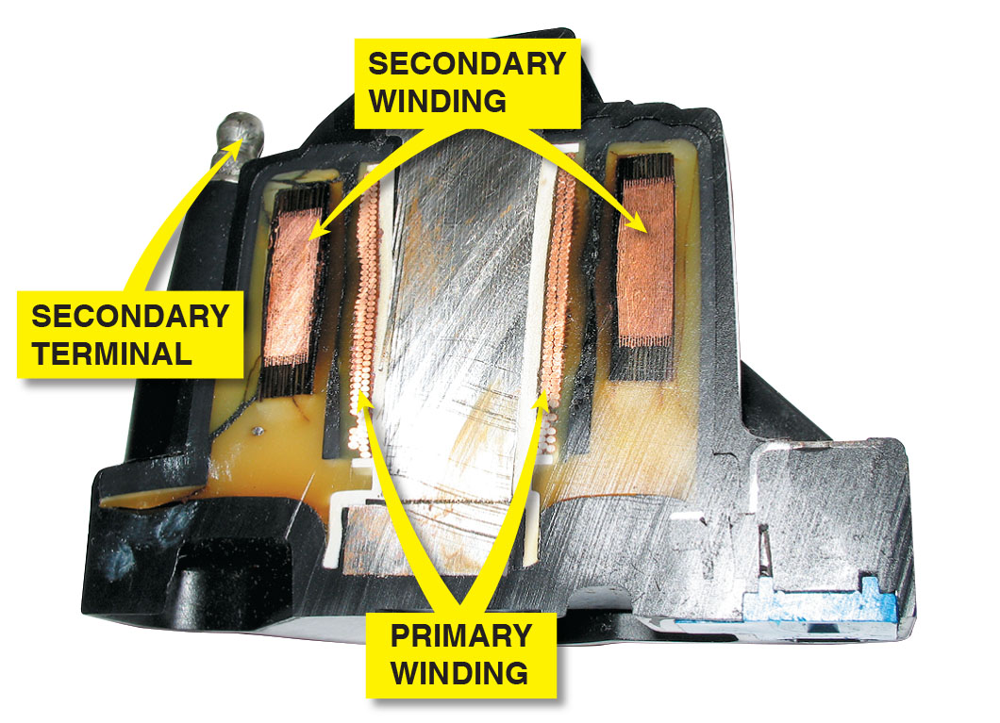 SECONDARY
WINDING
SECONDARY
TERMINAL
PRIMARY
WINDING